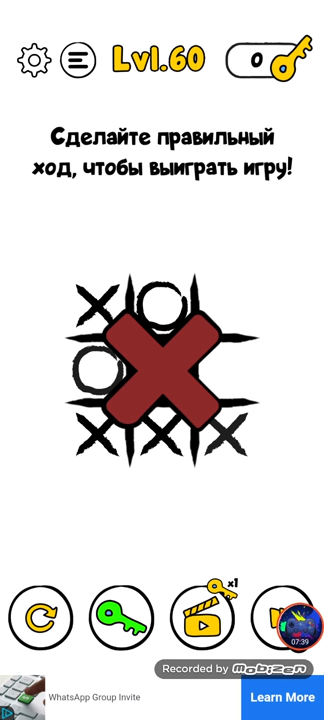 Lvl.60
0
Сделайте правильный
ход, чтобы выиграть игру!
x1
07:39
Recorded by mobizen
WhatsApp Group Invite
Learn More